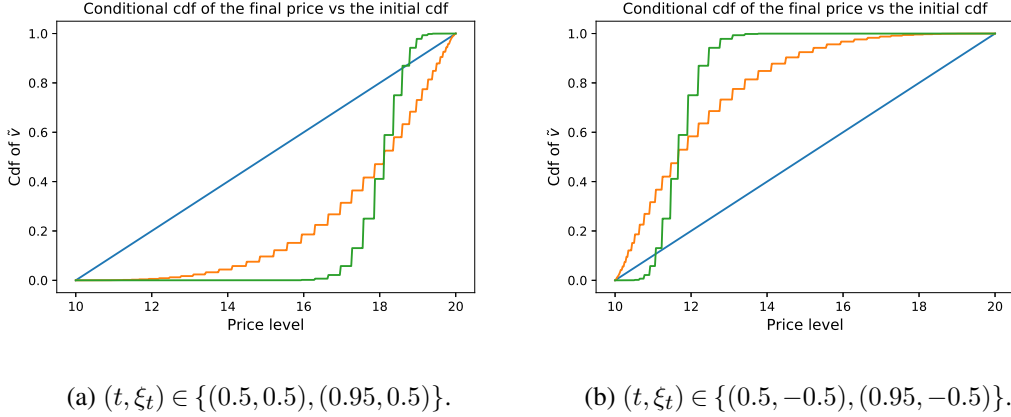 Conditional cdf of the final price vs the initial cdf
1.0
0.8
0.6
0.4
0.2
0.0
Cdf of ṽ
10 12 14 16 18 20
Price level
(a) (t, ξ_t) ∈ {(0.5, 0.5), (0.95, 0.5)}.
Conditional cdf of the final price vs the initial cdf
1.0
0.8
0.6
0.4
0.2
0.0
Cdf of ṽ
10 12 14 16 18 20
Price level
(b) (t, ξ_t) ∈ {(0.5, −0.5), (0.95, −0.5)}.